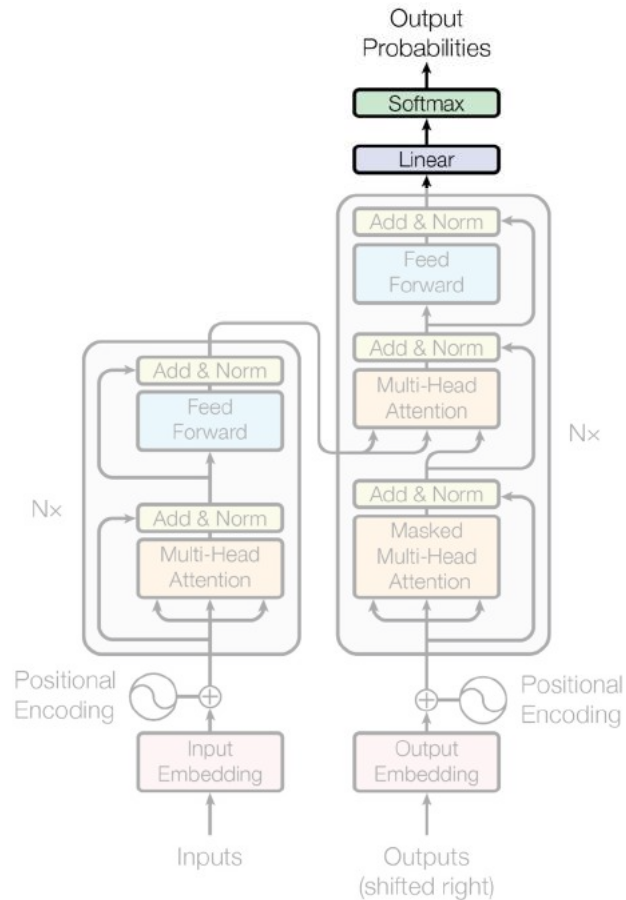 Output
Probabilities
Softmax
Linear
Add & Norm
Feed
Forward
Add & Norm
Multi-Head
Attention
Add & Norm
Masked
Multi-Head
Attention
N×
Add & Norm
Feed
Forward
N×
Add & Norm
Multi-Head
Attention
Positional
Encoding
Positional
Encoding
Input
Embedding
Output
Embedding
Inputs
Outputs
(shifted right)